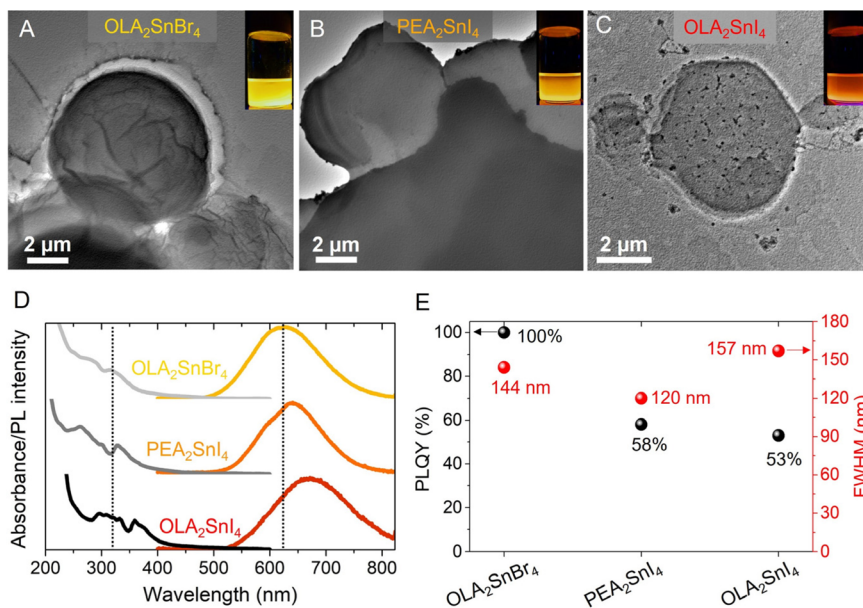 A
OLA₂SnBr₄
2 µm
B
PEA₂SnI₄
2 µm
C
OLA₂SnI₄
2 µm
D
Absorbance/PL intensity
OLA₂SnBr₄
PEA₂SnI₄
OLA₂SnI₄
200 300 400 500 600 700 800
Wavelength (nm)
E
PLQY (%)
100
80
60
40
20
0
100%
144 nm
120 nm
58%
157 nm
53%
180
150
120
90
60
30
0
FWHM (nm)
OLA₂SnBr₄
PEA₂SnI₄
OLA₂SnI₄